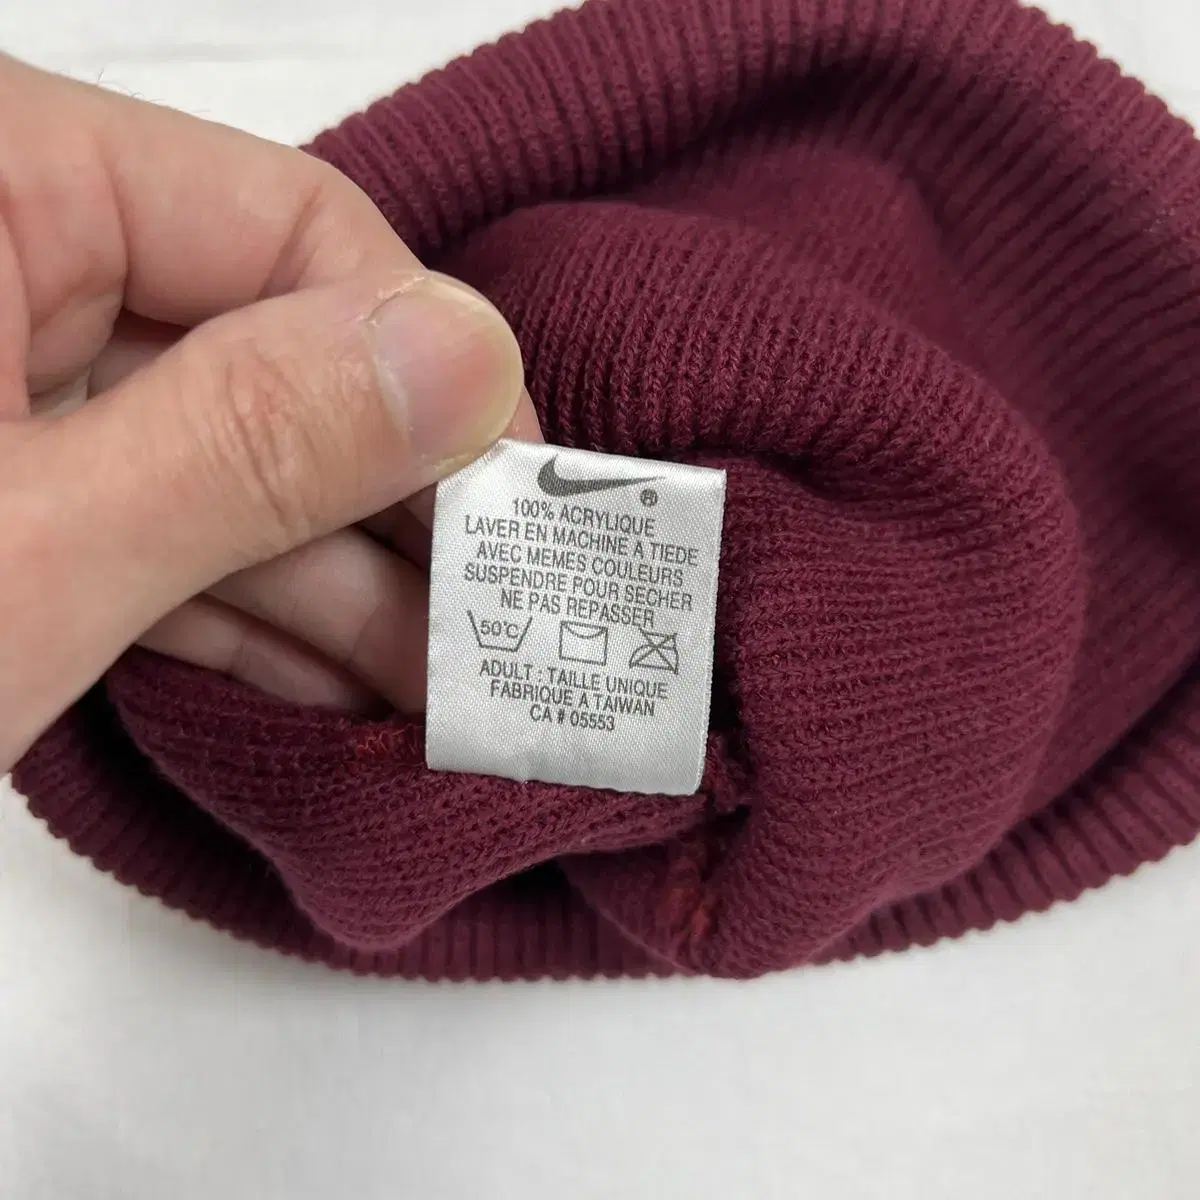 ®
100% ACRYLIQUE
LAVER EN MACHINE A TIEDE
AVEC MEMES COULEURS
SUSPENDRE POUR SECHER
NE PAS REPASSER
50°C
ADULT : TAILLE UNIQUE
FABRIQUE A TAIWAN
CA # 05553